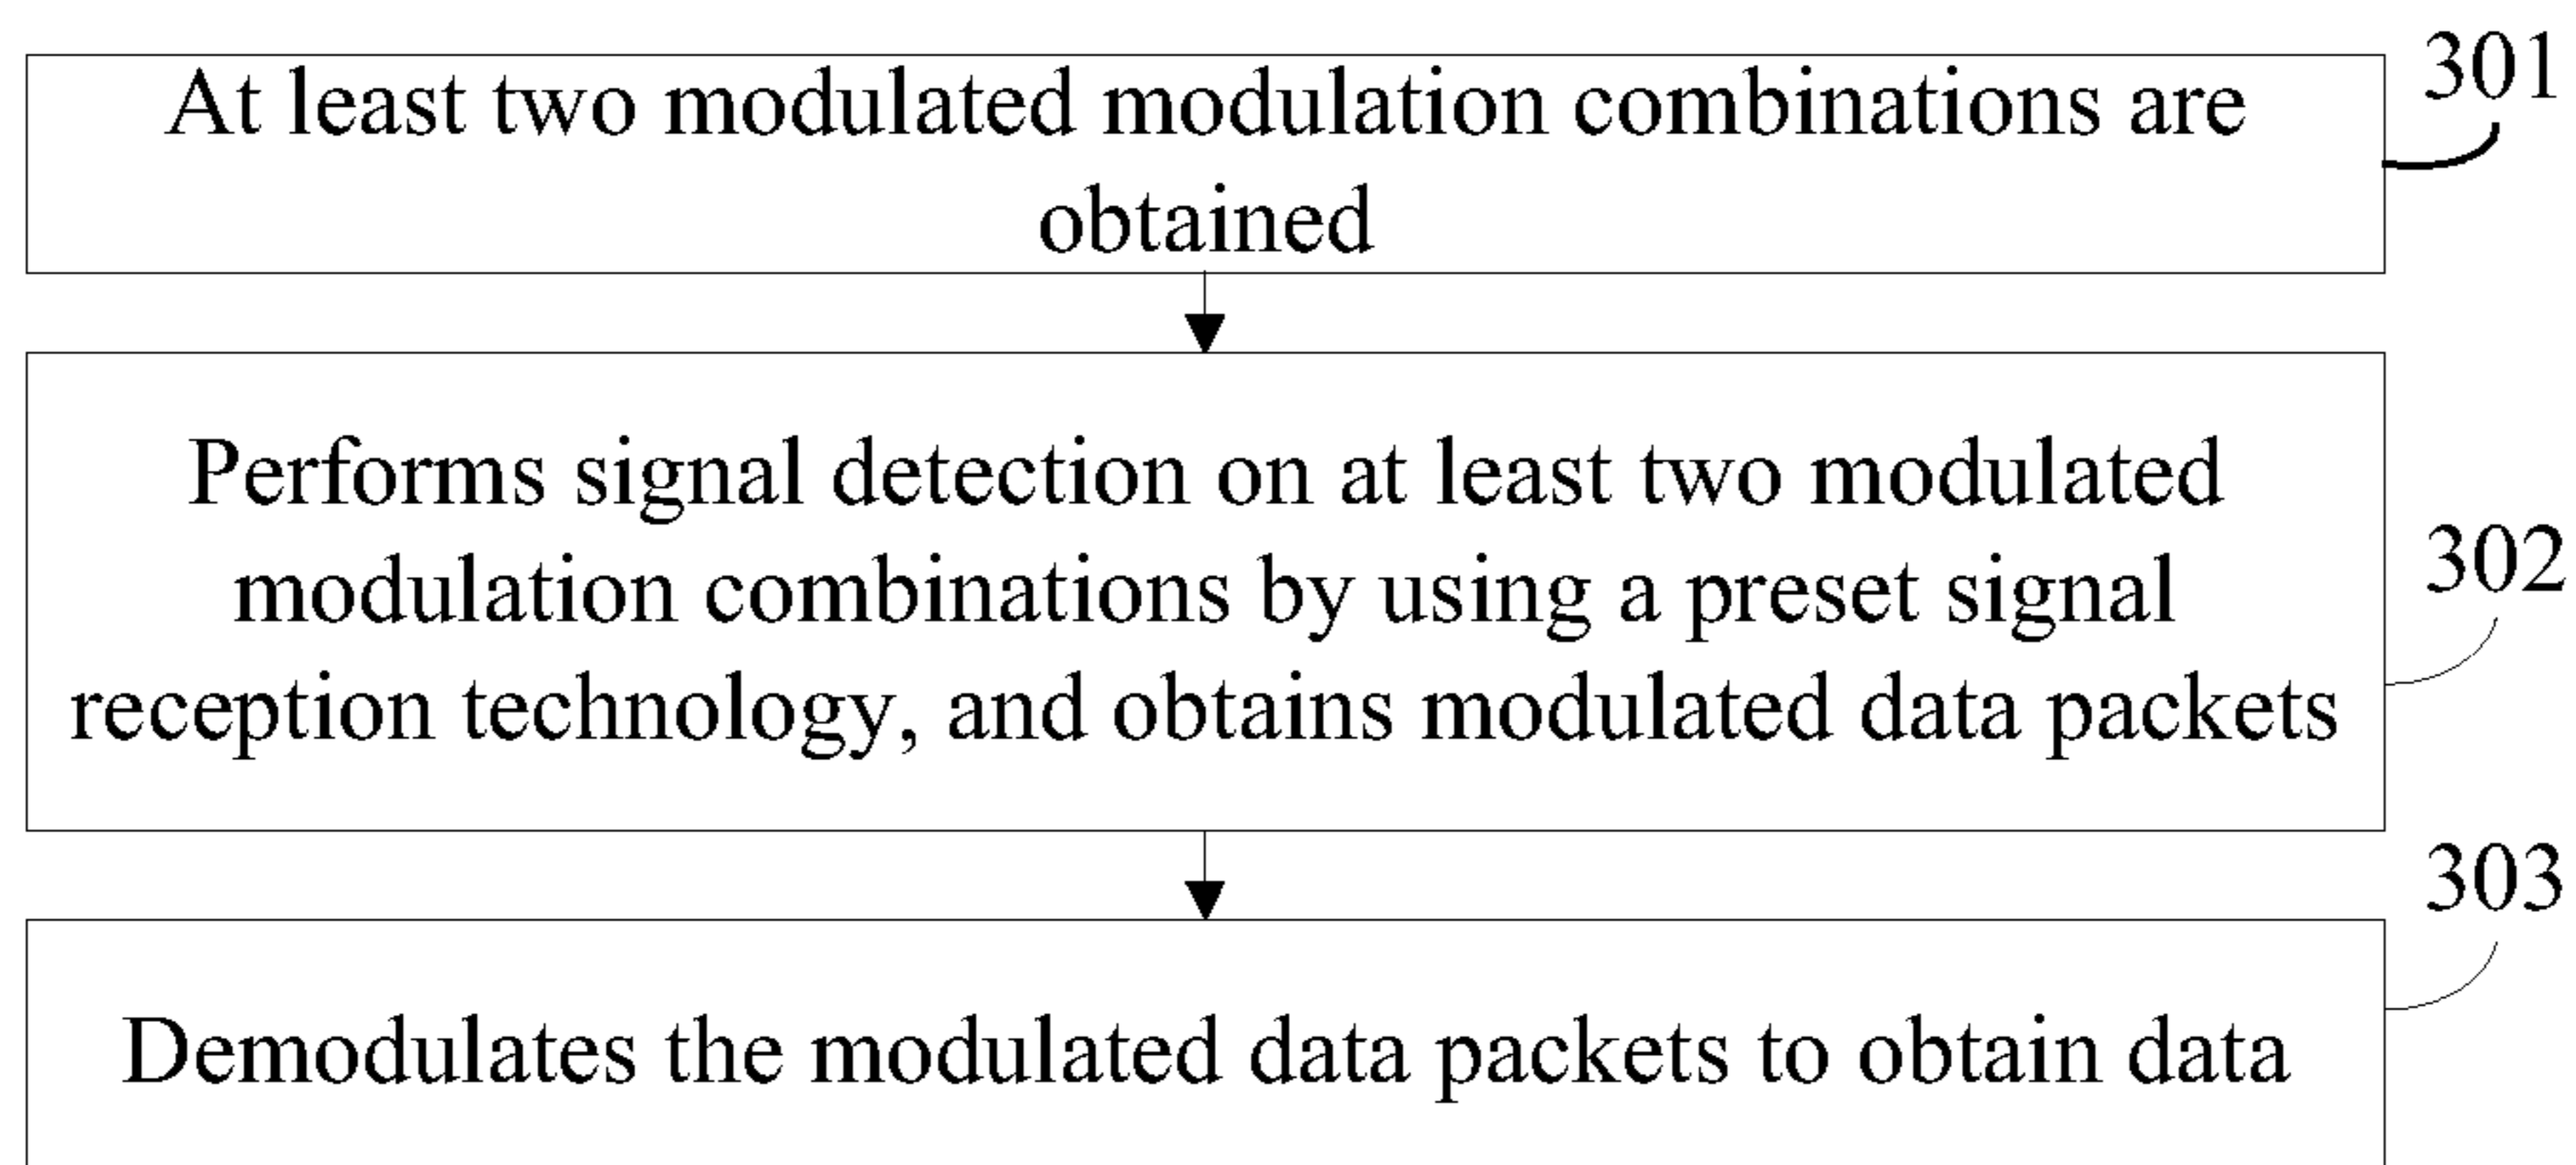 301
At least two modulated modulation combinations are
obtained
Performs signal detection on at least two modulated
modulation combinations by using a preset signal
reception technology, and obtains modulated data packets
302
303
Demodulates the modulated data packets to obtain data